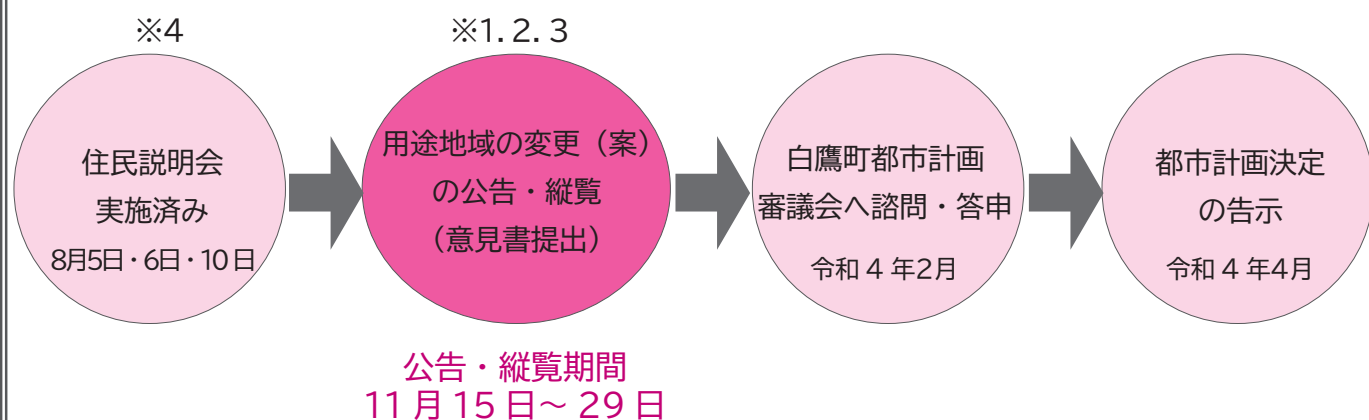 ※4
住民説明会
実施済み
8月5日・6日・10日
※1.2.3
用途地域の変更（案）
の公告・縦覧
（意見書提出）
公告・縦覧期間
11月15日～29日
白鷹町都市計画
審議会へ諮問・答申
令和4年2月
都市計画決定
の告示
令和4年4月